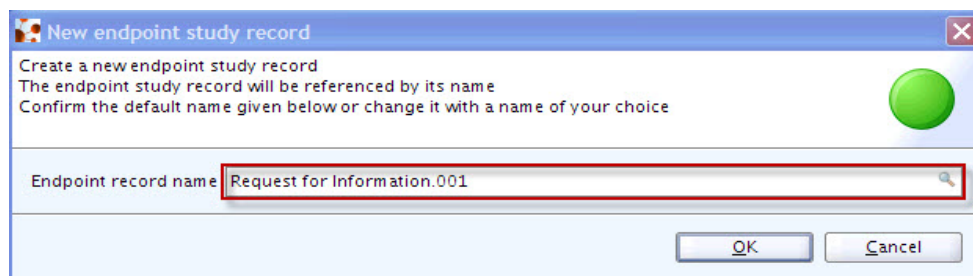 New endpoint study record
Create a new endpoint study record
The endpoint study record will be referenced by its name
Confirm the default name given below or change it with a name of your choice
Endpoint record name Request for Information.001
OK Cancel